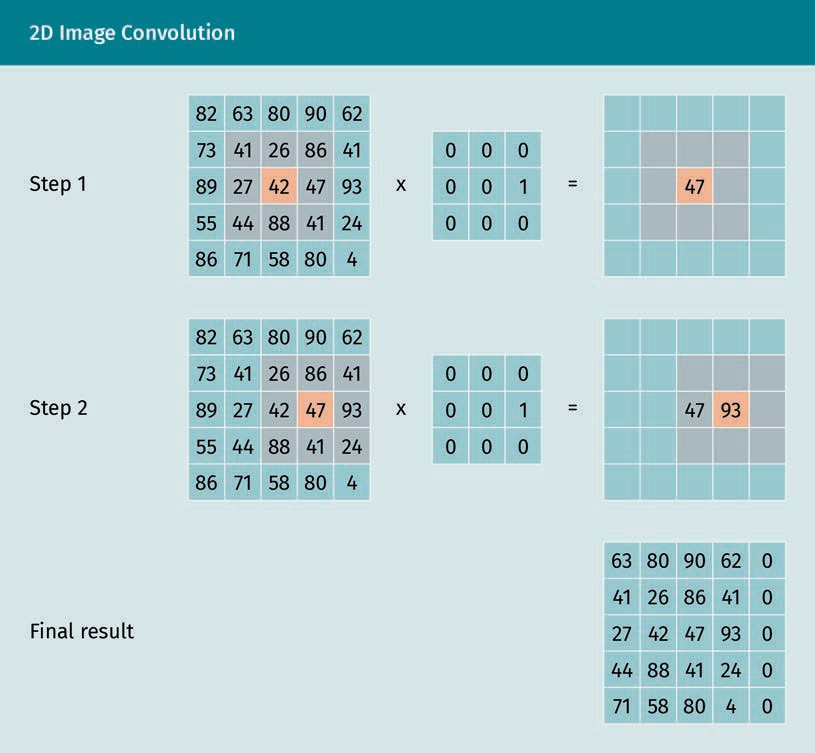 2D Image Convolution
82 63 80 90 62
73 41 26 86 41
Step 1 89 27 42 47 93 x 0 0 0 = 47
55 44 88 41 24 0 0 1
86 71 58 80 4 0 0 0
82 63 80 90 62
73 41 26 86 41
Step 2 89 27 42 47 93 x 0 0 0 = 47 93
55 44 88 41 24 0 0 1
86 71 58 80 4 0 0 0
63 80 90 62 0
41 26 86 41 0
Final result 27 42 47 93 0
44 88 41 24 0
71 58 80 4 0